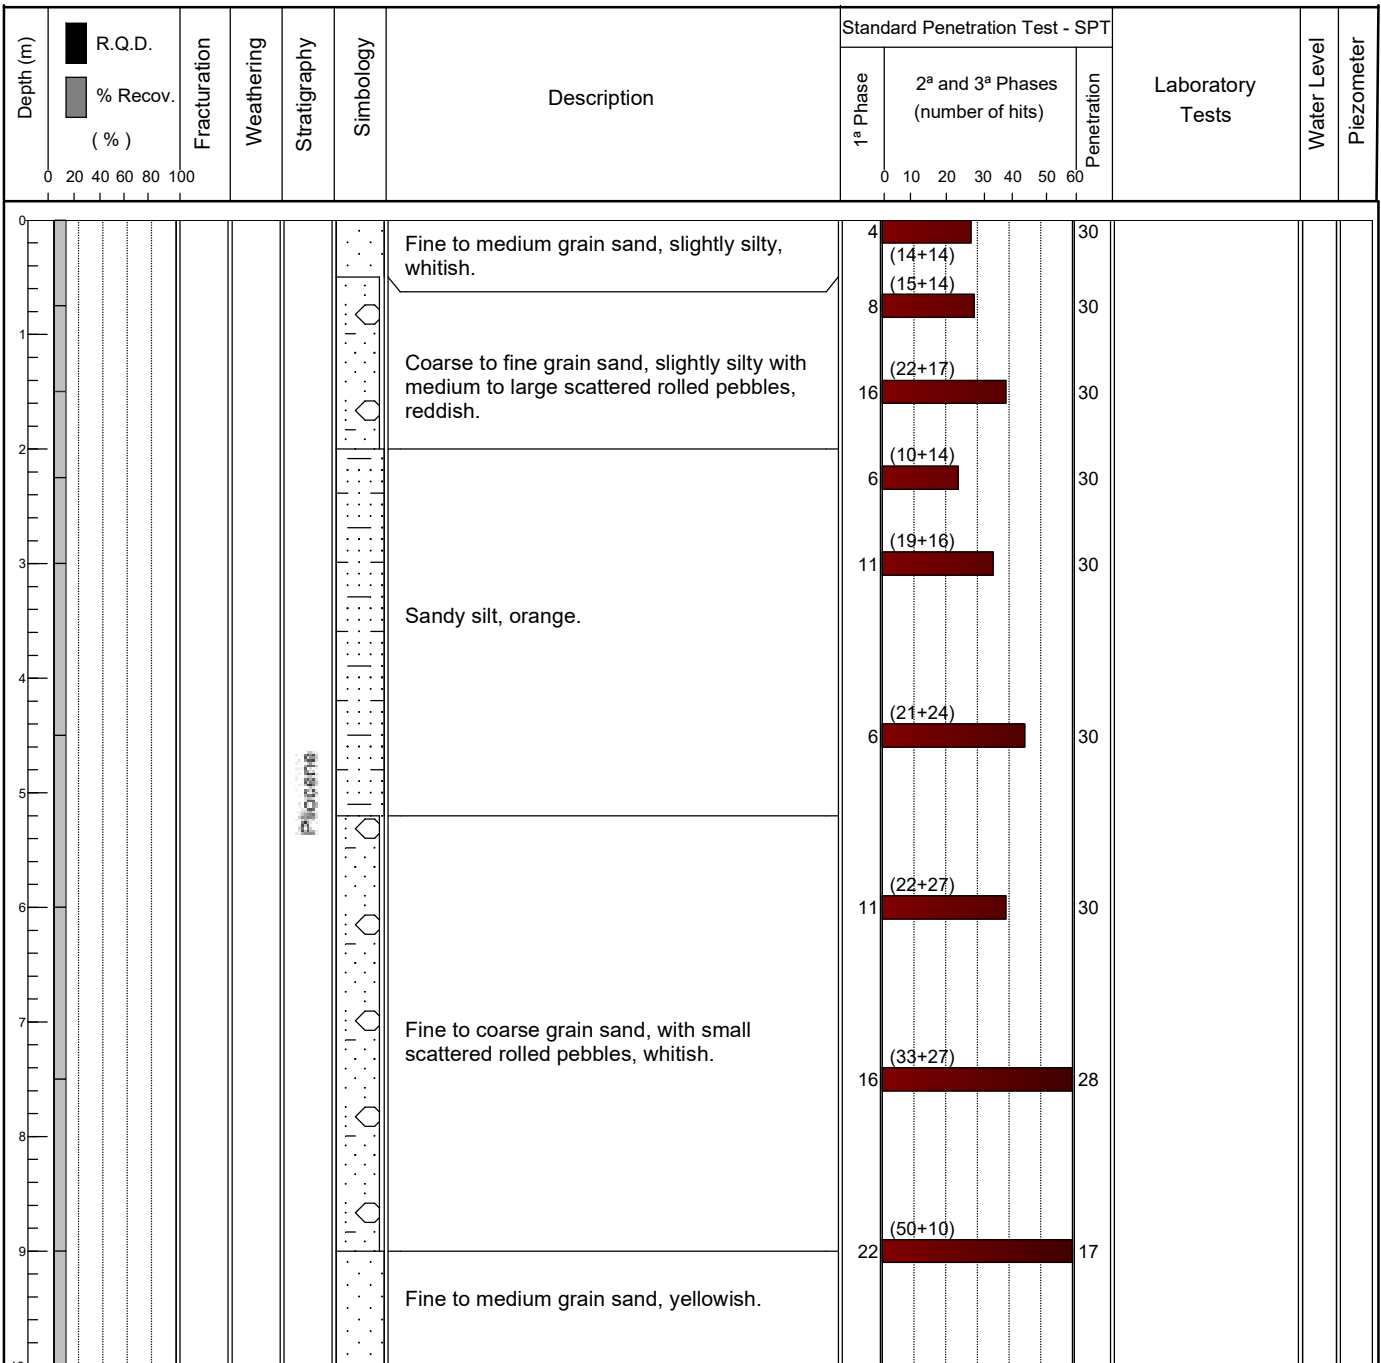 Depth (m)
R.Q.D.
% Recov.
( % )
0 20 40 60 80 100
Fracturation
Weathering
Stratigraphy
Simbology
Description
Standard Penetration Test - SPT
1ª Phase
2ª and 3ª Phases
(number of hits)
0 10 20 30 40 50 60
Penetration
Laboratory
Tests
Water Level
Piezometer
0
Fine to medium grain sand, slightly silty,
whitish.
4
(14+14)
30
(15+14)
8
30
1
Coarse to fine grain sand, slightly silty with
medium to large scattered rolled pebbles,
reddish.
(22+17)
16
30
2
(10+14)
6
30
(19+16)
3
11
30
Sandy silt, orange.
4
(21+24)
6
30
Pliocene
5
(22+27)
6
11
30
7
Fine to coarse grain sand, with small
scattered rolled pebbles, whitish.
(33+27)
16
28
8
(50+10)
9
22
17
Fine to medium grain sand, yellowish.